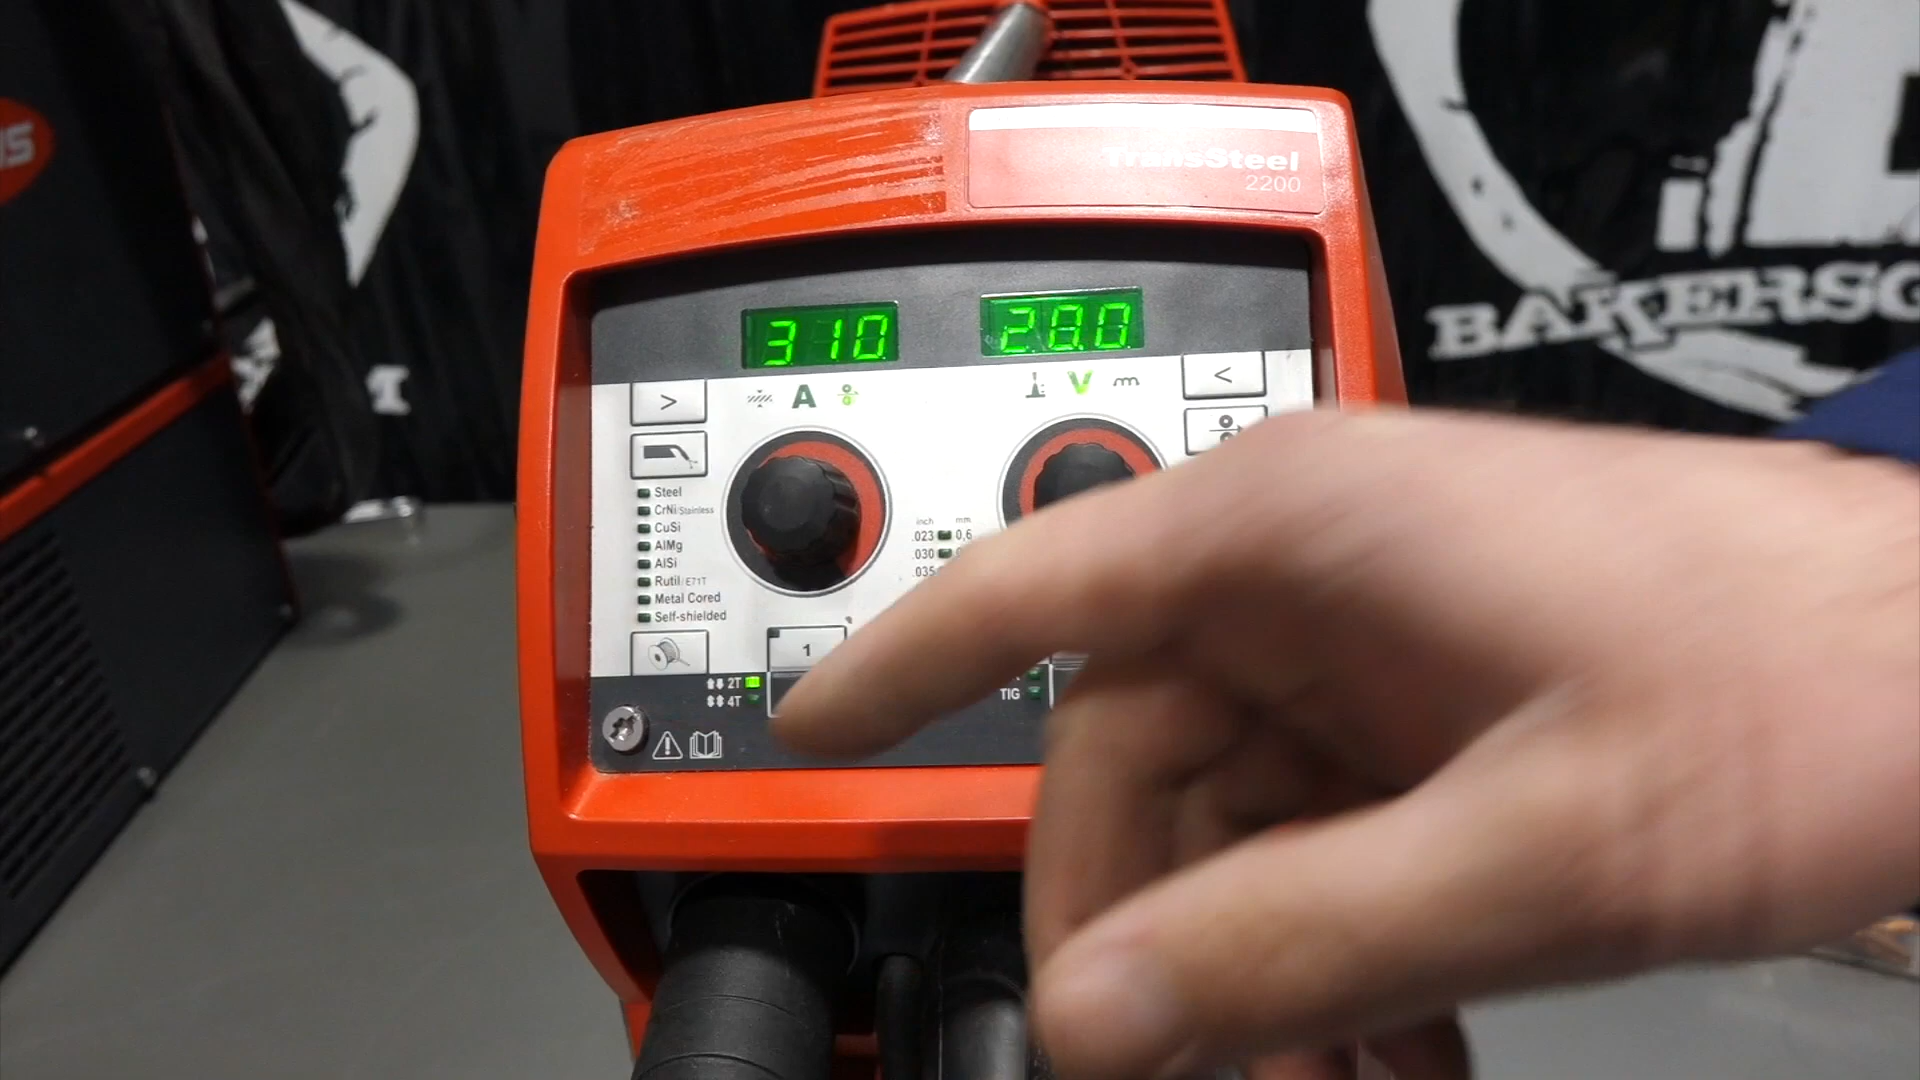 TransSteel
2200
310
20.0
A
V
>
<
Steel
CrNi/Stainless
CuSi
AlMg
AlSi
Rutil/E71T
Metal Cored
Self-shielded
inch mm
.023 0,6
.030
.035
1
2T
4T
TIG